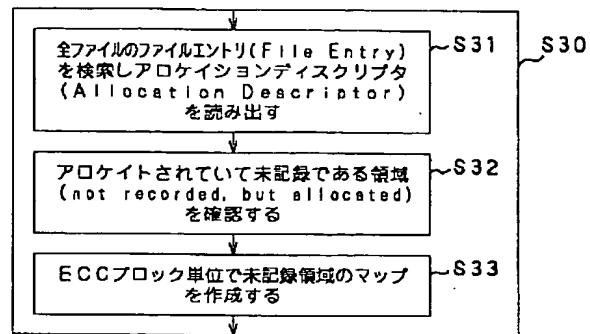 全ファイルのファイルエントリ(File Entry)
を検索しアロケイションディスクリプタ
(Allocation Descriptor)
を読み出す
S31
S30
アロケイトされていて未記録である領域
(not recorded, but allocated)
を確認する
S32
ECCブロック単位で未記録領域のマップ
を作成する
S33